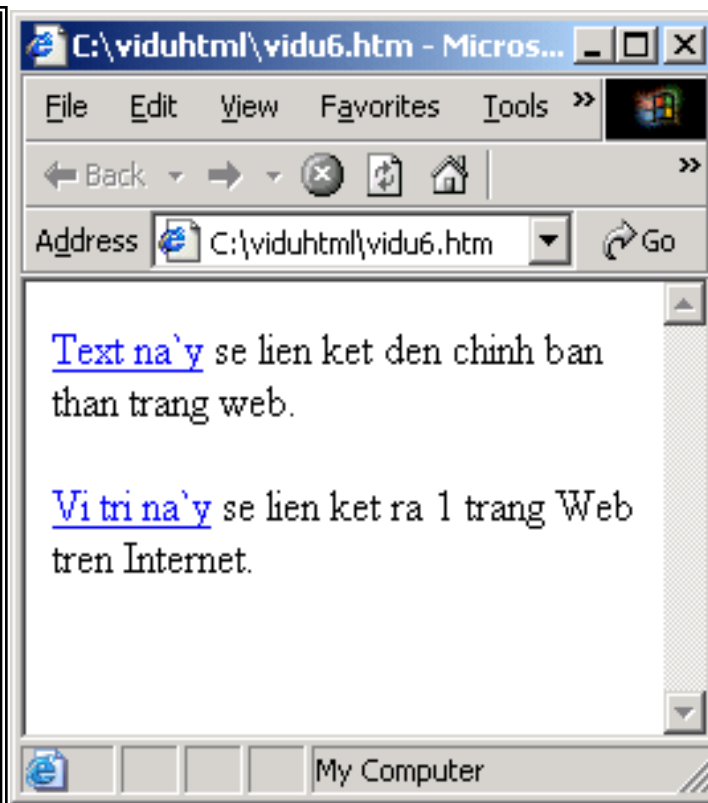 C:\viduhtml\vidu6.htm - Micros...
File Edit View Favorites Tools »
Back »
Address C:\viduhtml\vidu6.htm Go
Text na`y se lien ket den chinh ban
than trang web.
Vi tri na`y se lien ket ra 1 trang Web
tren Internet.
My Computer